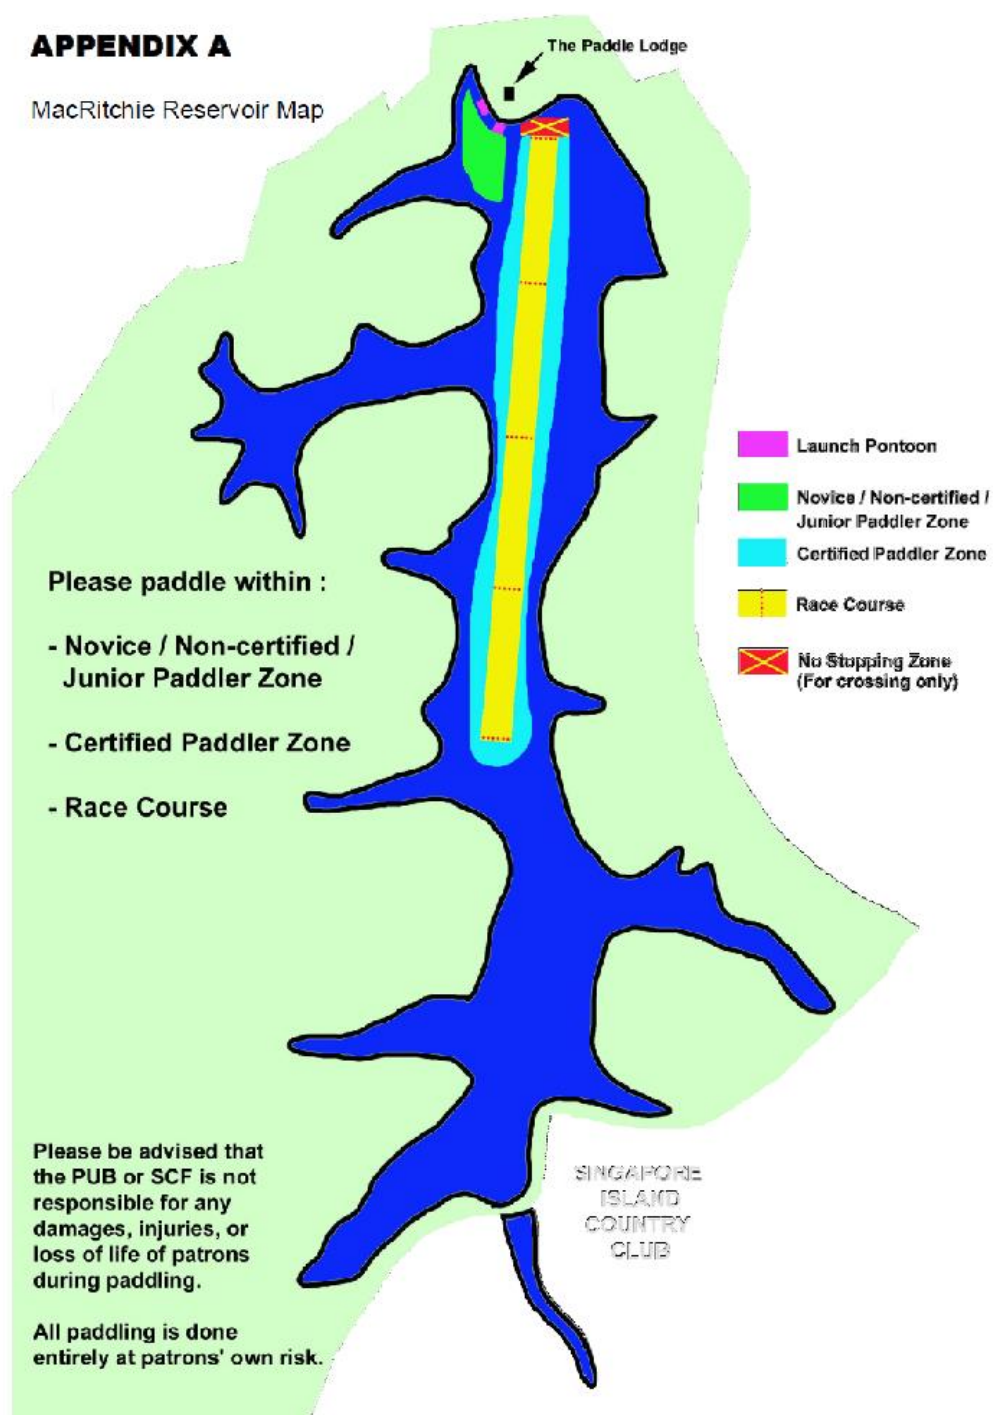 APPENDIX A
The Paddle Lodge
MacRitchie Reservoir Map
Launch Pontoon
Novice / Non-certified /
Junior Paddler Zone
Certified Paddler Zone
Race Course
No Stopping Zone
(For crossing only)
Please paddle within :
- Novice / Non-certified /
Junior Paddler Zone
- Certified Paddler Zone
- Race Course
Please be advised that
the PUB or SCF is not
responsible for any
damages, injuries, or
loss of life of patrons
during paddling.
All paddling is done
entirely at patrons' own risk.
SINGAPORE
ISLAND
COUNTRY
CLUB